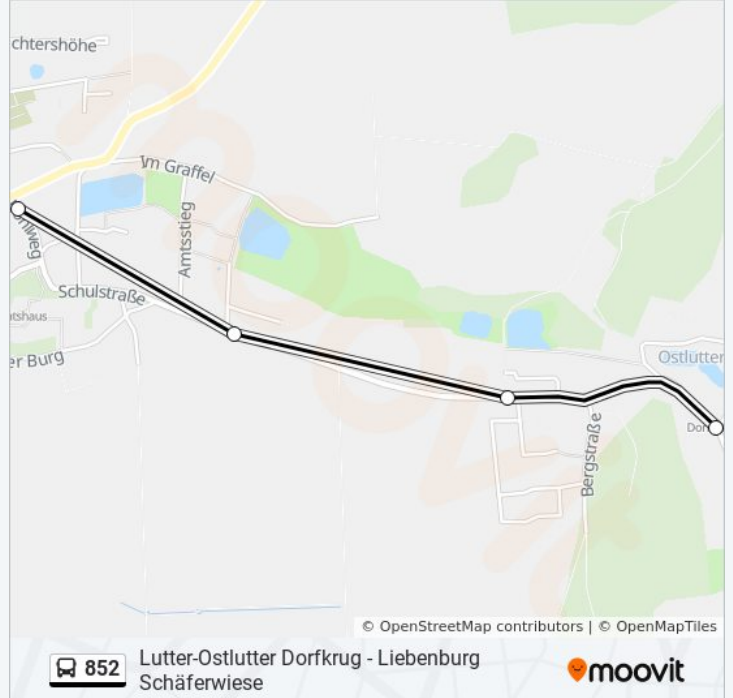 chtershöhe
Im Graffel
Amtsstieg
Schulstraße
er Burg
Ostlutter
Bergstraße
© OpenStreetMap contributors | © OpenMapTiles
852
Lutter-Ostlutter Dorfkrug - Liebenburg
Schäferwiese
moovit